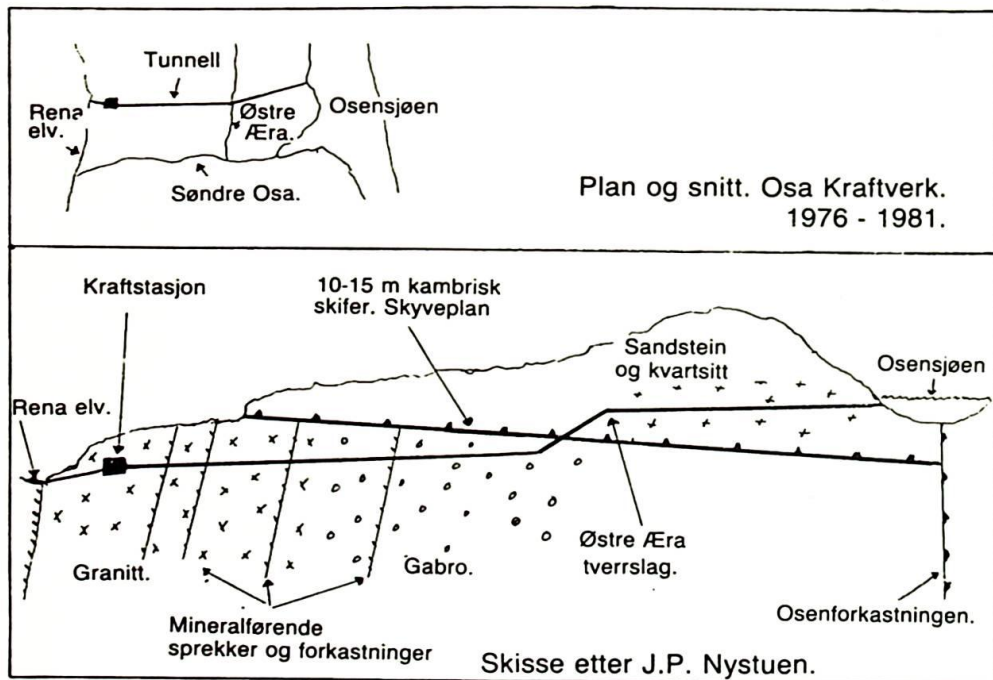 Tunnell
Rena
elv.
Østre
Æra.
Osensjøen
Søndre Osa.
Plan og snitt. Osa Kraftverk.
1976 - 1981.
Kraftstasjon
10-15 m kambrisk
skifer. Skyveplan
Sandstein
og kvartsitt
Osensjøen
Rena elv.
Granitt.
Gabro.
Østre Æra
tverrslag.
Osenforkastningen.
Mineralførende
sprekker og forkastninger
Skisse etter J.P. Nystuen.